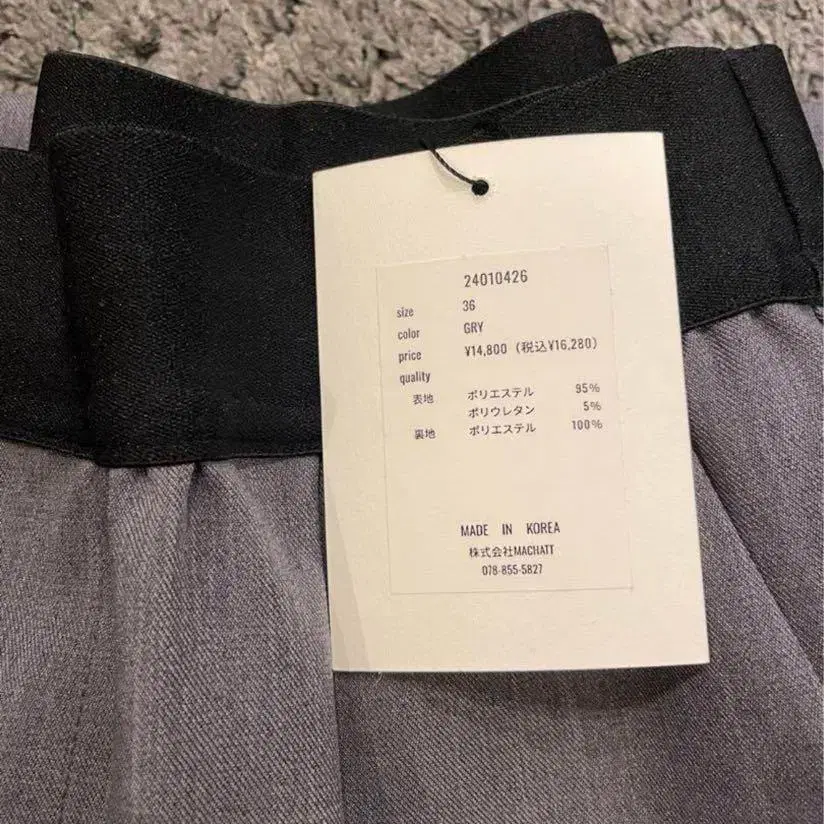 24010426
size 36
color GRY
price ¥14,800 (税込¥16,280)
quality
表地 ポリエステル 95%
ポリウレタン 5%
裏地 ポリエステル 100%
MADE IN KOREA
株式会社MACHATT
078-855-5827